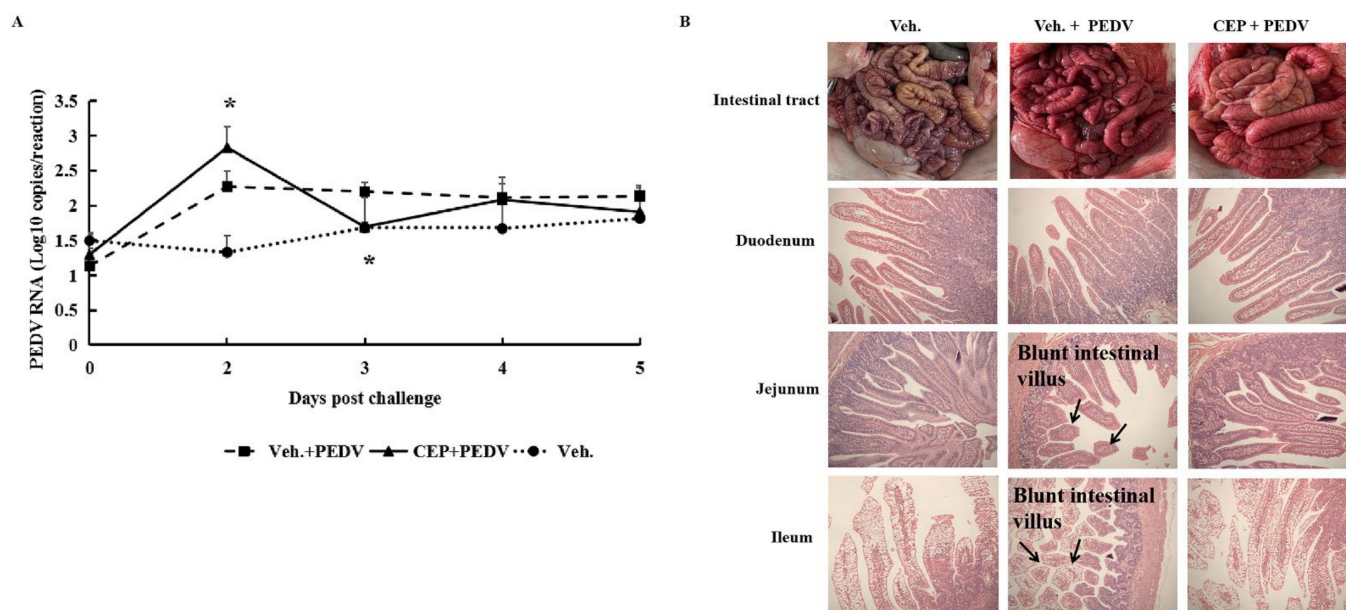 A
B
Veh.
Veh. + PEDV
CEP + PEDV
Intestinal tract
3.5
3
2.5
2
1.5
1
0.5
0
*
*
PEDV RNA (Log10 copies/reaction)
0
2
3
4
5
Days post challenge
Veh.+PEDV
CEP+PEDV
Veh.
Duodenum
Jejunum
Blunt intestinal
villus
Ileum
Blunt intestinal
villus